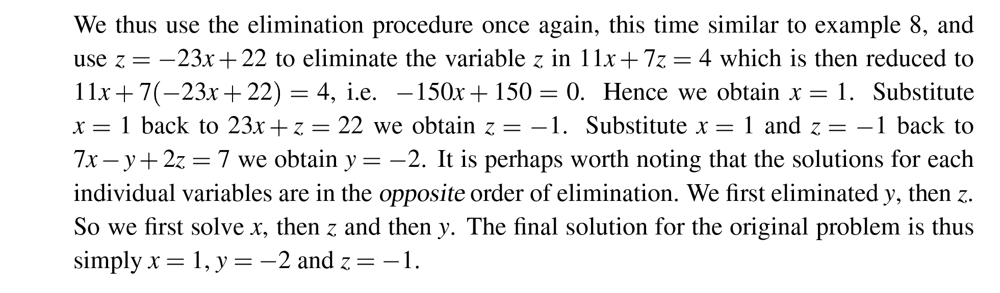 We thus use the elimination procedure once again, this time similar to example 8, and
use z = −23x + 22 to eliminate the variable z in 11x + 7z = 4 which is then reduced to
11x + 7(−23x + 22) = 4, i.e. −150x + 150 = 0. Hence we obtain x = 1. Substitute
x = 1 back to 23x + z = 22 we obtain z = −1. Substitute x = 1 and z = −1 back to
7x − y + 2z = 7 we obtain y = −2. It is perhaps worth noting that the solutions for each
individual variables are in the opposite order of elimination. We first eliminated y, then z.
So we first solve x, then z and then y. The final solution for the original problem is thus
simply x = 1, y = −2 and z = −1.